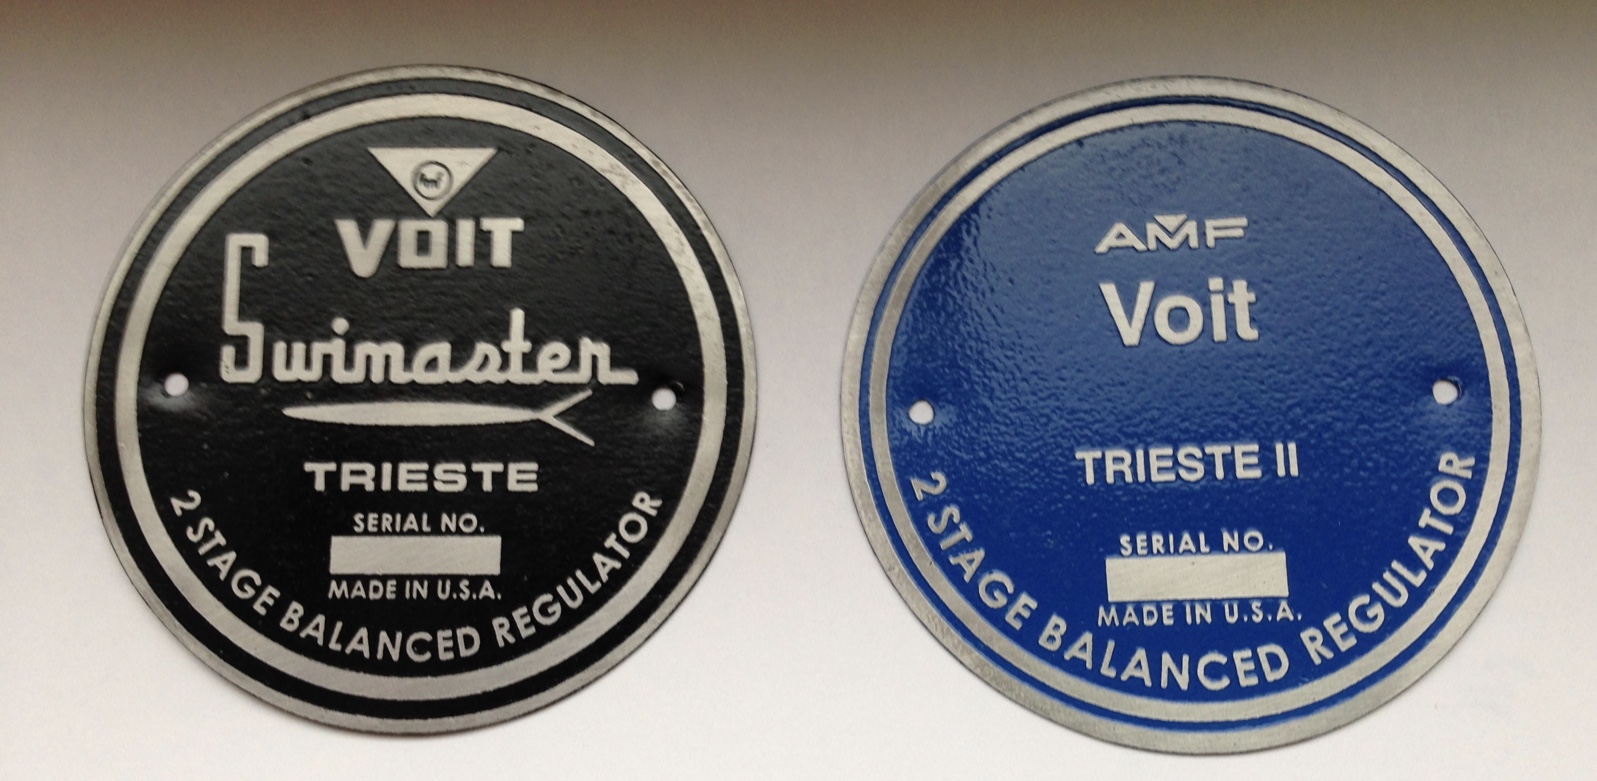 VOIT
Swimaster
TRIESTE
SERIAL NO.
MADE IN U.S.A.
2 STAGE BALANCED REGULATOR
AMF
Voit
TRIESTE II
SERIAL NO.
MADE IN U.S.A.
2 STAGE BALANCED REGULATOR